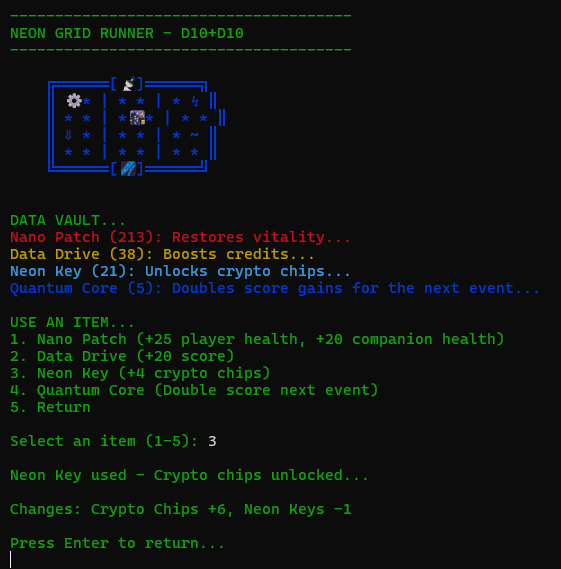 NEON GRID RUNNER - D10+D10
* | * * | * ϟ
* * | * * | * *
⇓ * | * * | * ~
* * | * * | * *
DATA VAULT...
Nano Patch (213): Restores vitality...
Data Drive (38): Boosts credits...
Neon Key (21): Unlocks crypto chips...
Quantum Core (5): Doubles score gains for the next event...
USE AN ITEM...
1. Nano Patch (+25 player health, +20 companion health)
2. Data Drive (+20 score)
3. Neon Key (+4 crypto chips)
4. Quantum Core (Double score next event)
5. Return
Select an item (1-5): 3
Neon Key used - Crypto chips unlocked...
Changes: Crypto Chips +6, Neon Keys -1
Press Enter to return...